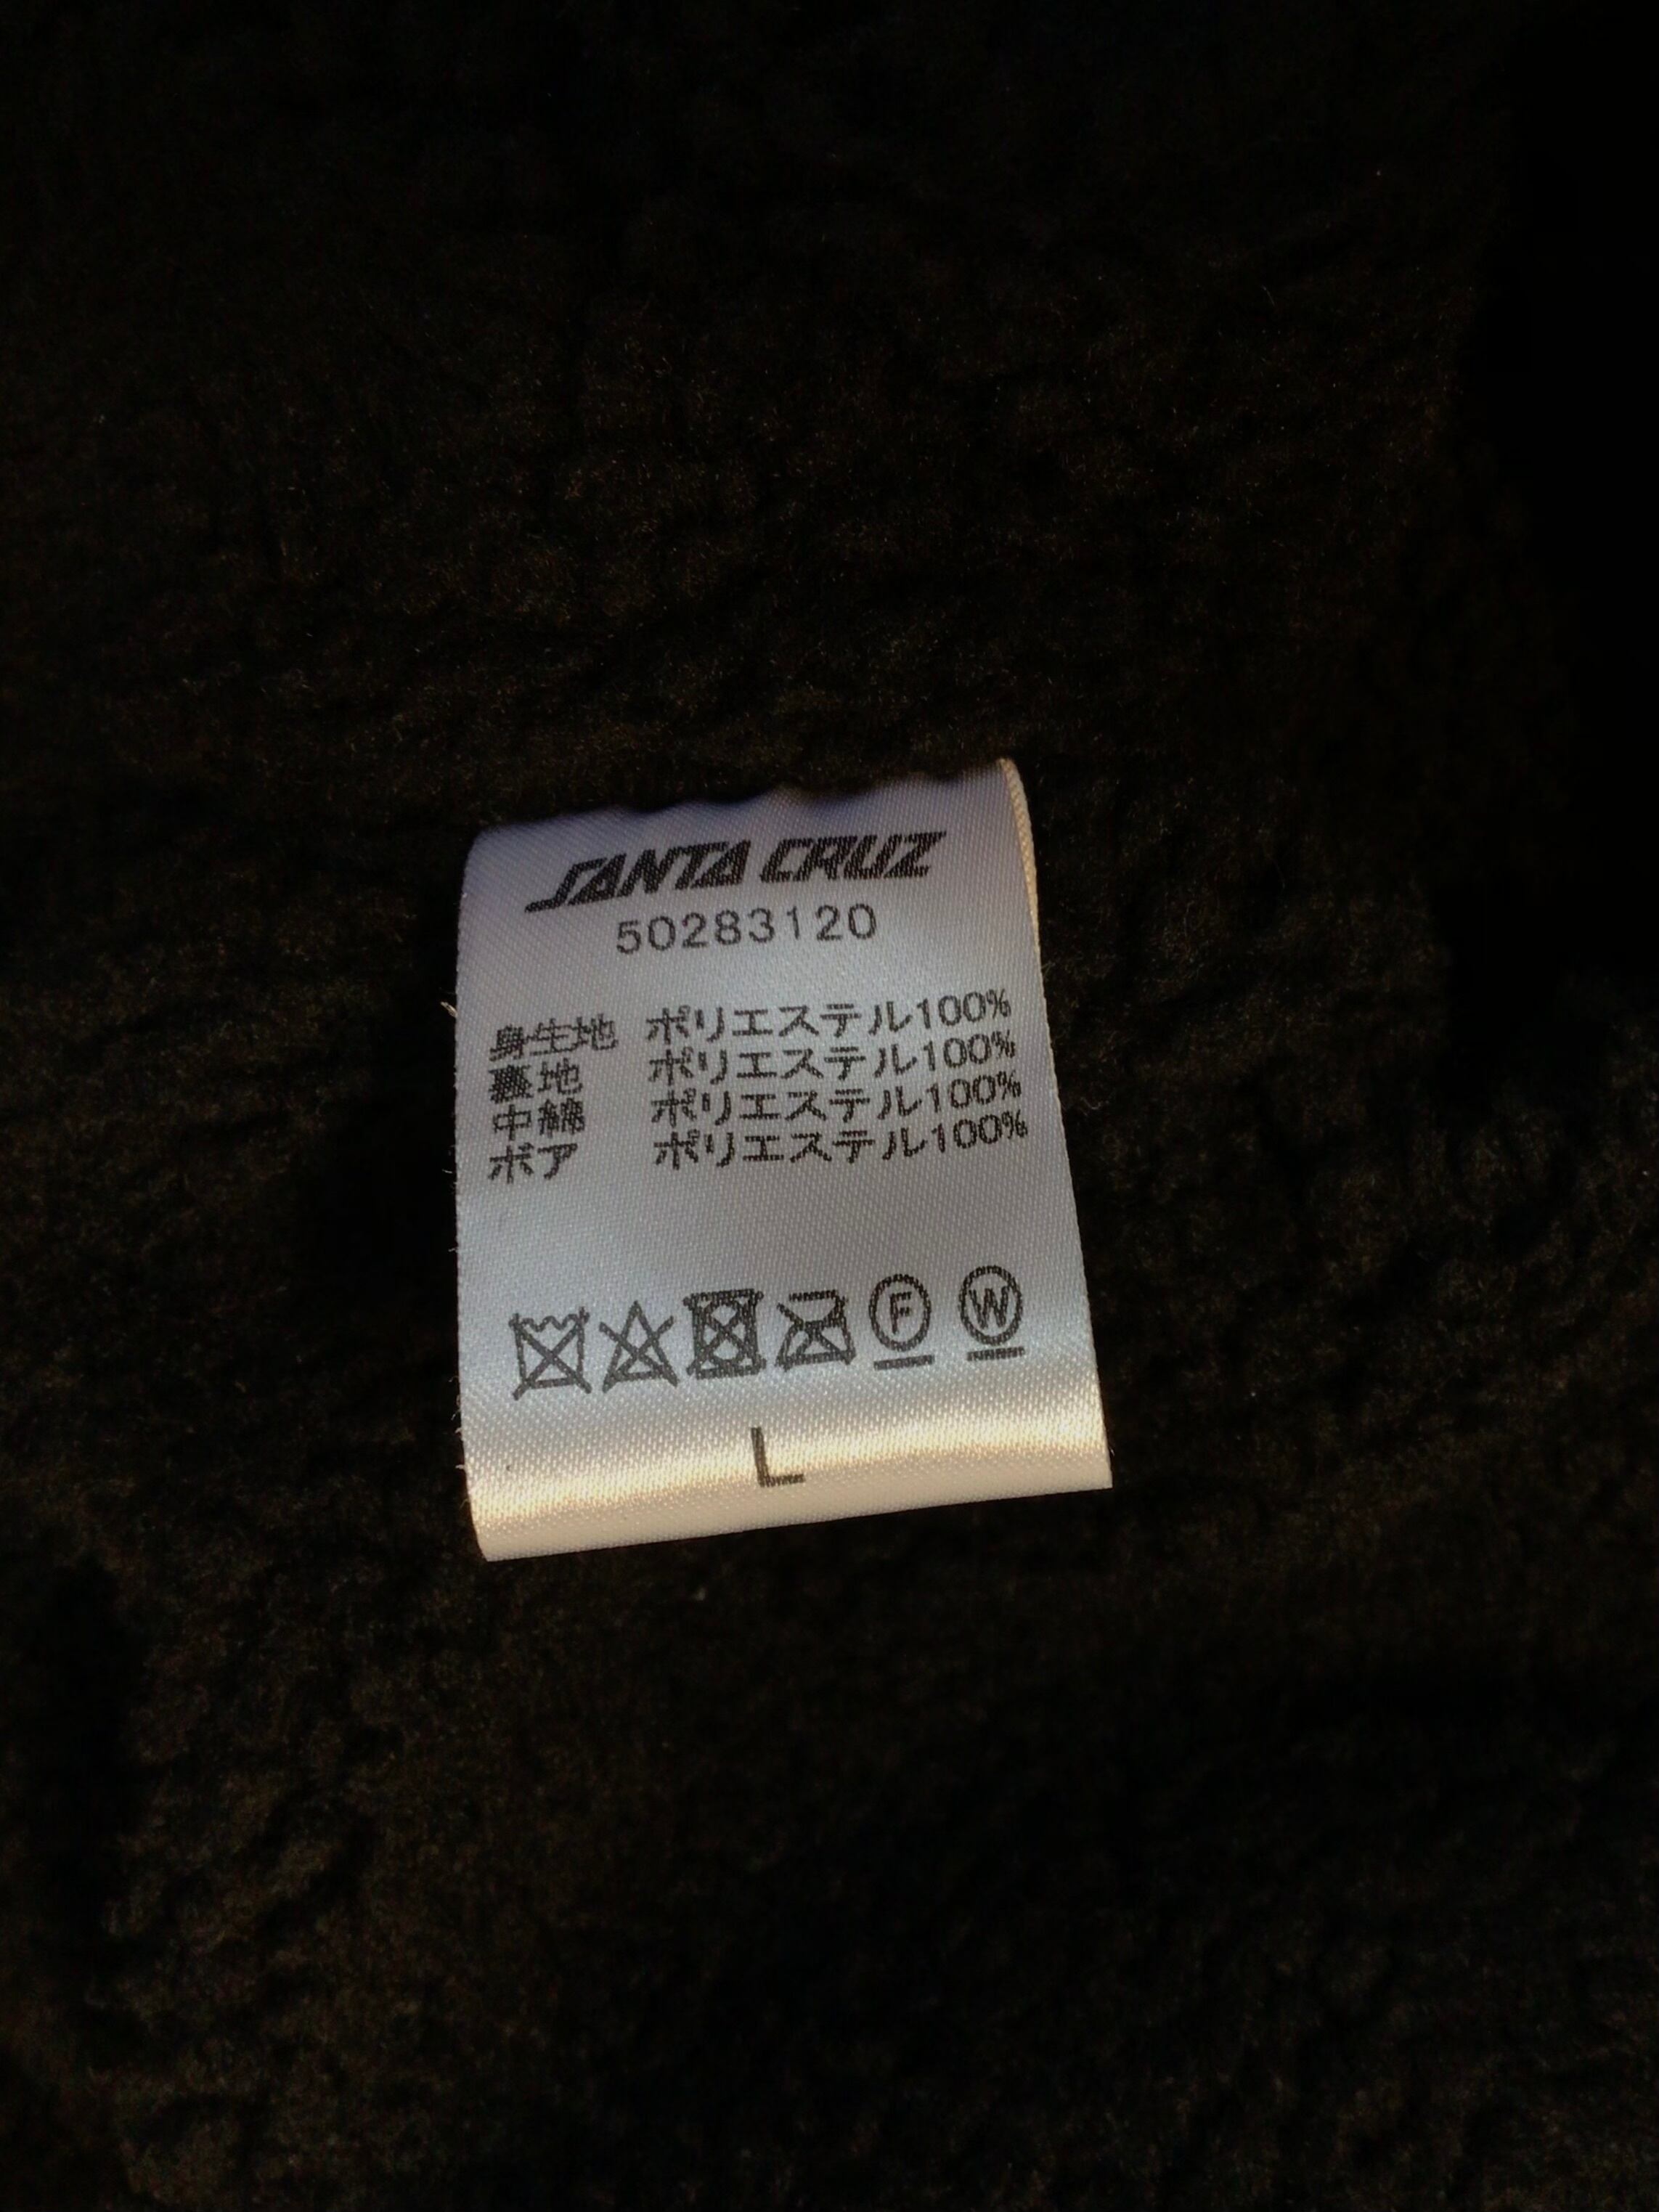 SANTA CRUZ
50283120
身生地 ポリエステル100%
裏地 ポリエステル100%
中綿 ポリエステル100%
ボア ポリエステル100%
F W
L